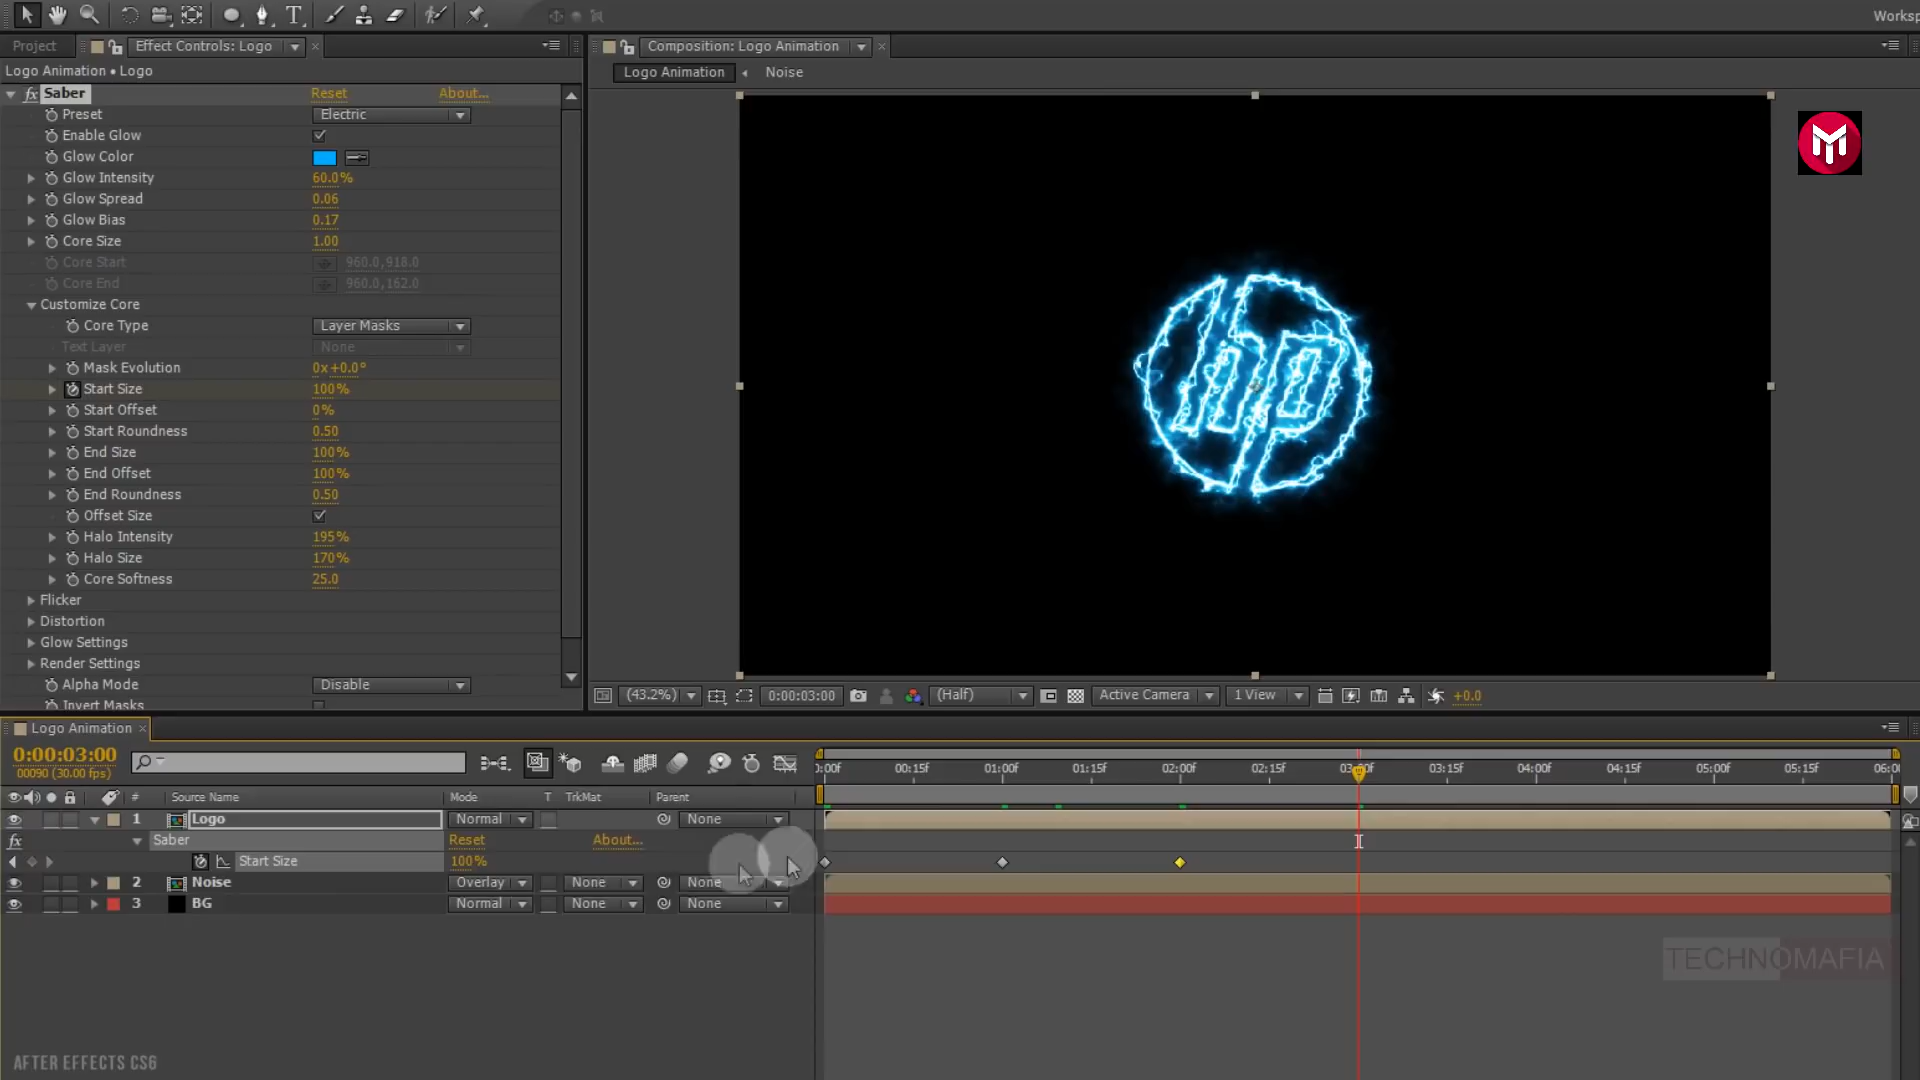 Works
Project
Effect Controls: Logo
Composition: Logo Animation
Logo Animation • Logo
Logo Animation
Noise
fx Saber Reset About...
Preset Electric
Enable Glow
Glow Color
Glow Intensity 60.0%
Glow Spread 0.06
Glow Bias 0.17
Core Size 1.00
Core Start 960.0,918.0
Core End 960.0,162.0
Customize Core
Core Type Layer Masks
Text Layer None
Mask Evolution 0x+0.0°
Start Size 100%
Start Offset 0%
Start Roundness 0.50
End Size 100%
End Offset 100%
End Roundness 0.50
Offset Size
Halo Intensity 195%
Halo Size 170%
Core Softness 25.0
Flicker
Distortion
Glow Settings
Render Settings
Alpha Mode Disable
Invert Masks
hp
(43.2%) 0:00:03:00 (Half) Active Camera 1 View +0.0
Logo Animation
0:00:03:00
00090 (30.00 fps)
):00f 00:15f 01:00f 01:15f 02:00f 02:15f 03:00f 03:15f 04:00f 04:15f 05:00f 05:15f 06:00
# Source Name Mode T TrkMat Parent
1 Logo Normal None
fx Saber Reset About...
Start Size 100%
2 Noise Overlay None None
3 BG Normal None None
TECHNOMAFIA
AFTER EFFECTS CS6